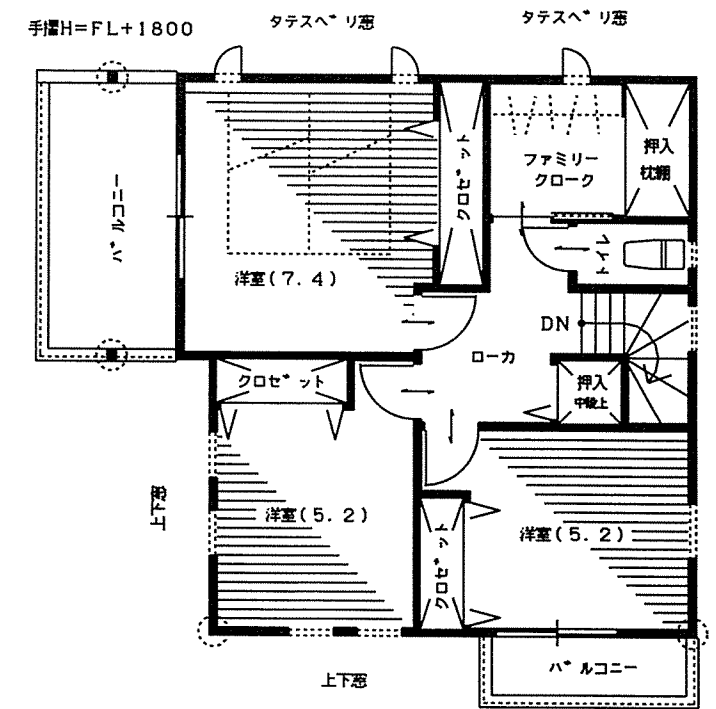 タテスベリ窓
タテスベリ窓
手摺H=FL+1800
押入
枕棚
ファミリー
クローク
クロゼット
バルコニー
トイレ
洋室(7.4)
DN
ローカ
クロゼット
押入
中段上
上下窓
洋室(5.2)
洋室(5.2)
クロゼット
バルコニー
上下窓